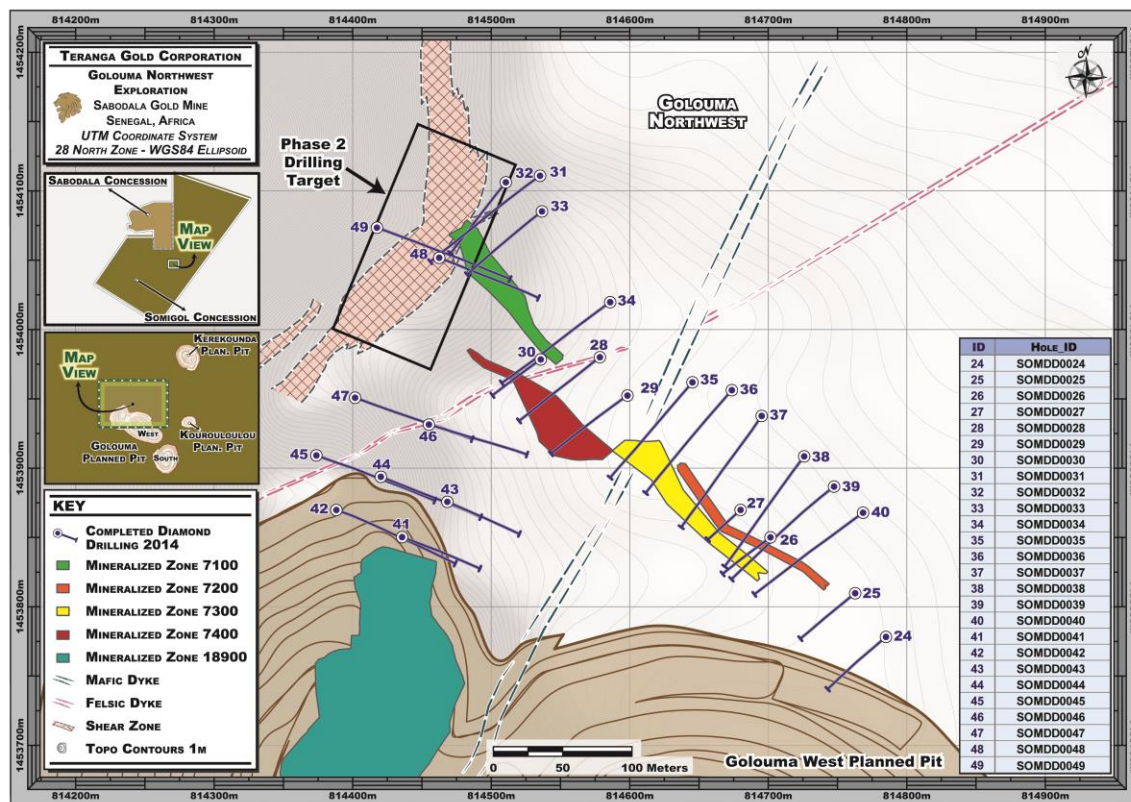 814200m 814300m 814400m 814500m 814600m 814700m 814800m 814900m
1454200m
1454100m
1454000m
1453900m
1453800m
1453700m
TERANGA GOLD CORPORATION
GOLOUMA NORTHWEST
EXPLORATION
SABODALA GOLD MINE
SENEGAL, AFRICA
UTM COORDINATE SYSTEM
28 NORTH ZONE - WGS84 ELLIPSOID
SABODALA CONCESSION
MAP
VIEW
SOMIGOL CONCESSION
MAP
VIEW
KEREKOUNDA
PLAN. PIT
WEST
GOLOUMA
PLANNED PIT
SOUTH
KOUROULOULOU
PLAN. PIT
KEY
COMPLETED DIAMOND
DRILLING 2014
MINERALIZED ZONE 7100
MINERALIZED ZONE 7200
MINERALIZED ZONE 7300
MINERALIZED ZONE 7400
MINERALIZED ZONE 18900
MAFIC DYKE
FELSIC DYKE
SHEAR ZONE
TOPO CONTOURS 1M
N
GOLOUMA
NORTHWEST
Phase 2
Drilling
Target
32
31
33
49
48
34
30
28
29
35
36
37
38
39
40
27
26
25
24
47
46
45
44
43
42
41
0 50 100 Meters
Golouma West Planned Pit
ID HOLE_ID
24 SOMDD0024
25 SOMDD0025
26 SOMDD0026
27 SOMDD0027
28 SOMDD0028
29 SOMDD0029
30 SOMDD0030
31 SOMDD0031
32 SOMDD0032
33 SOMDD0033
34 SOMDD0034
35 SOMDD0035
36 SOMDD0036
37 SOMDD0037
38 SOMDD0038
39 SOMDD0039
40 SOMDD0040
41 SOMDD0041
42 SOMDD0042
43 SOMDD0043
44 SOMDD0044
45 SOMDD0045
46 SOMDD0046
47 SOMDD0047
48 SOMDD0048
49 SOMDD0049
814200m 814300m 814400m 814500m 814600m 814700m 814800m 814900m